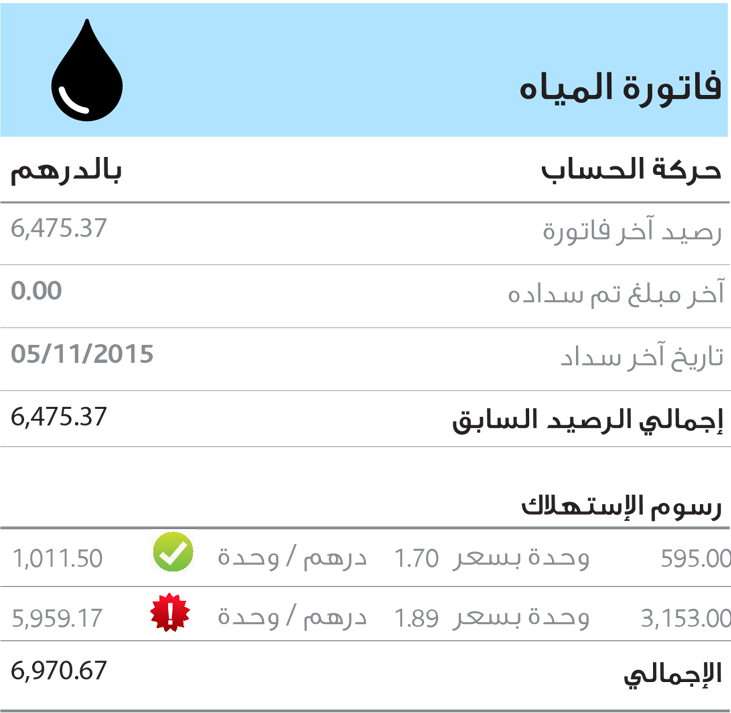 فاتورة المياه
حركة الحساب بالدرهم
رصيد آخر فاتورة 6,475.37
آخر مبلغ تم سداده 0.00
تاريخ آخر سداد 05/11/2015
إجمالي الرصيد السابق 6,475.37
رسوم الإستهلاك
595.00 وحدة بسعر 1.70 درهم / وحدة 1,011.50
3,153.00 وحدة بسعر 1.89 درهم / وحدة 5,959.17
الإجمالي 6,970.67